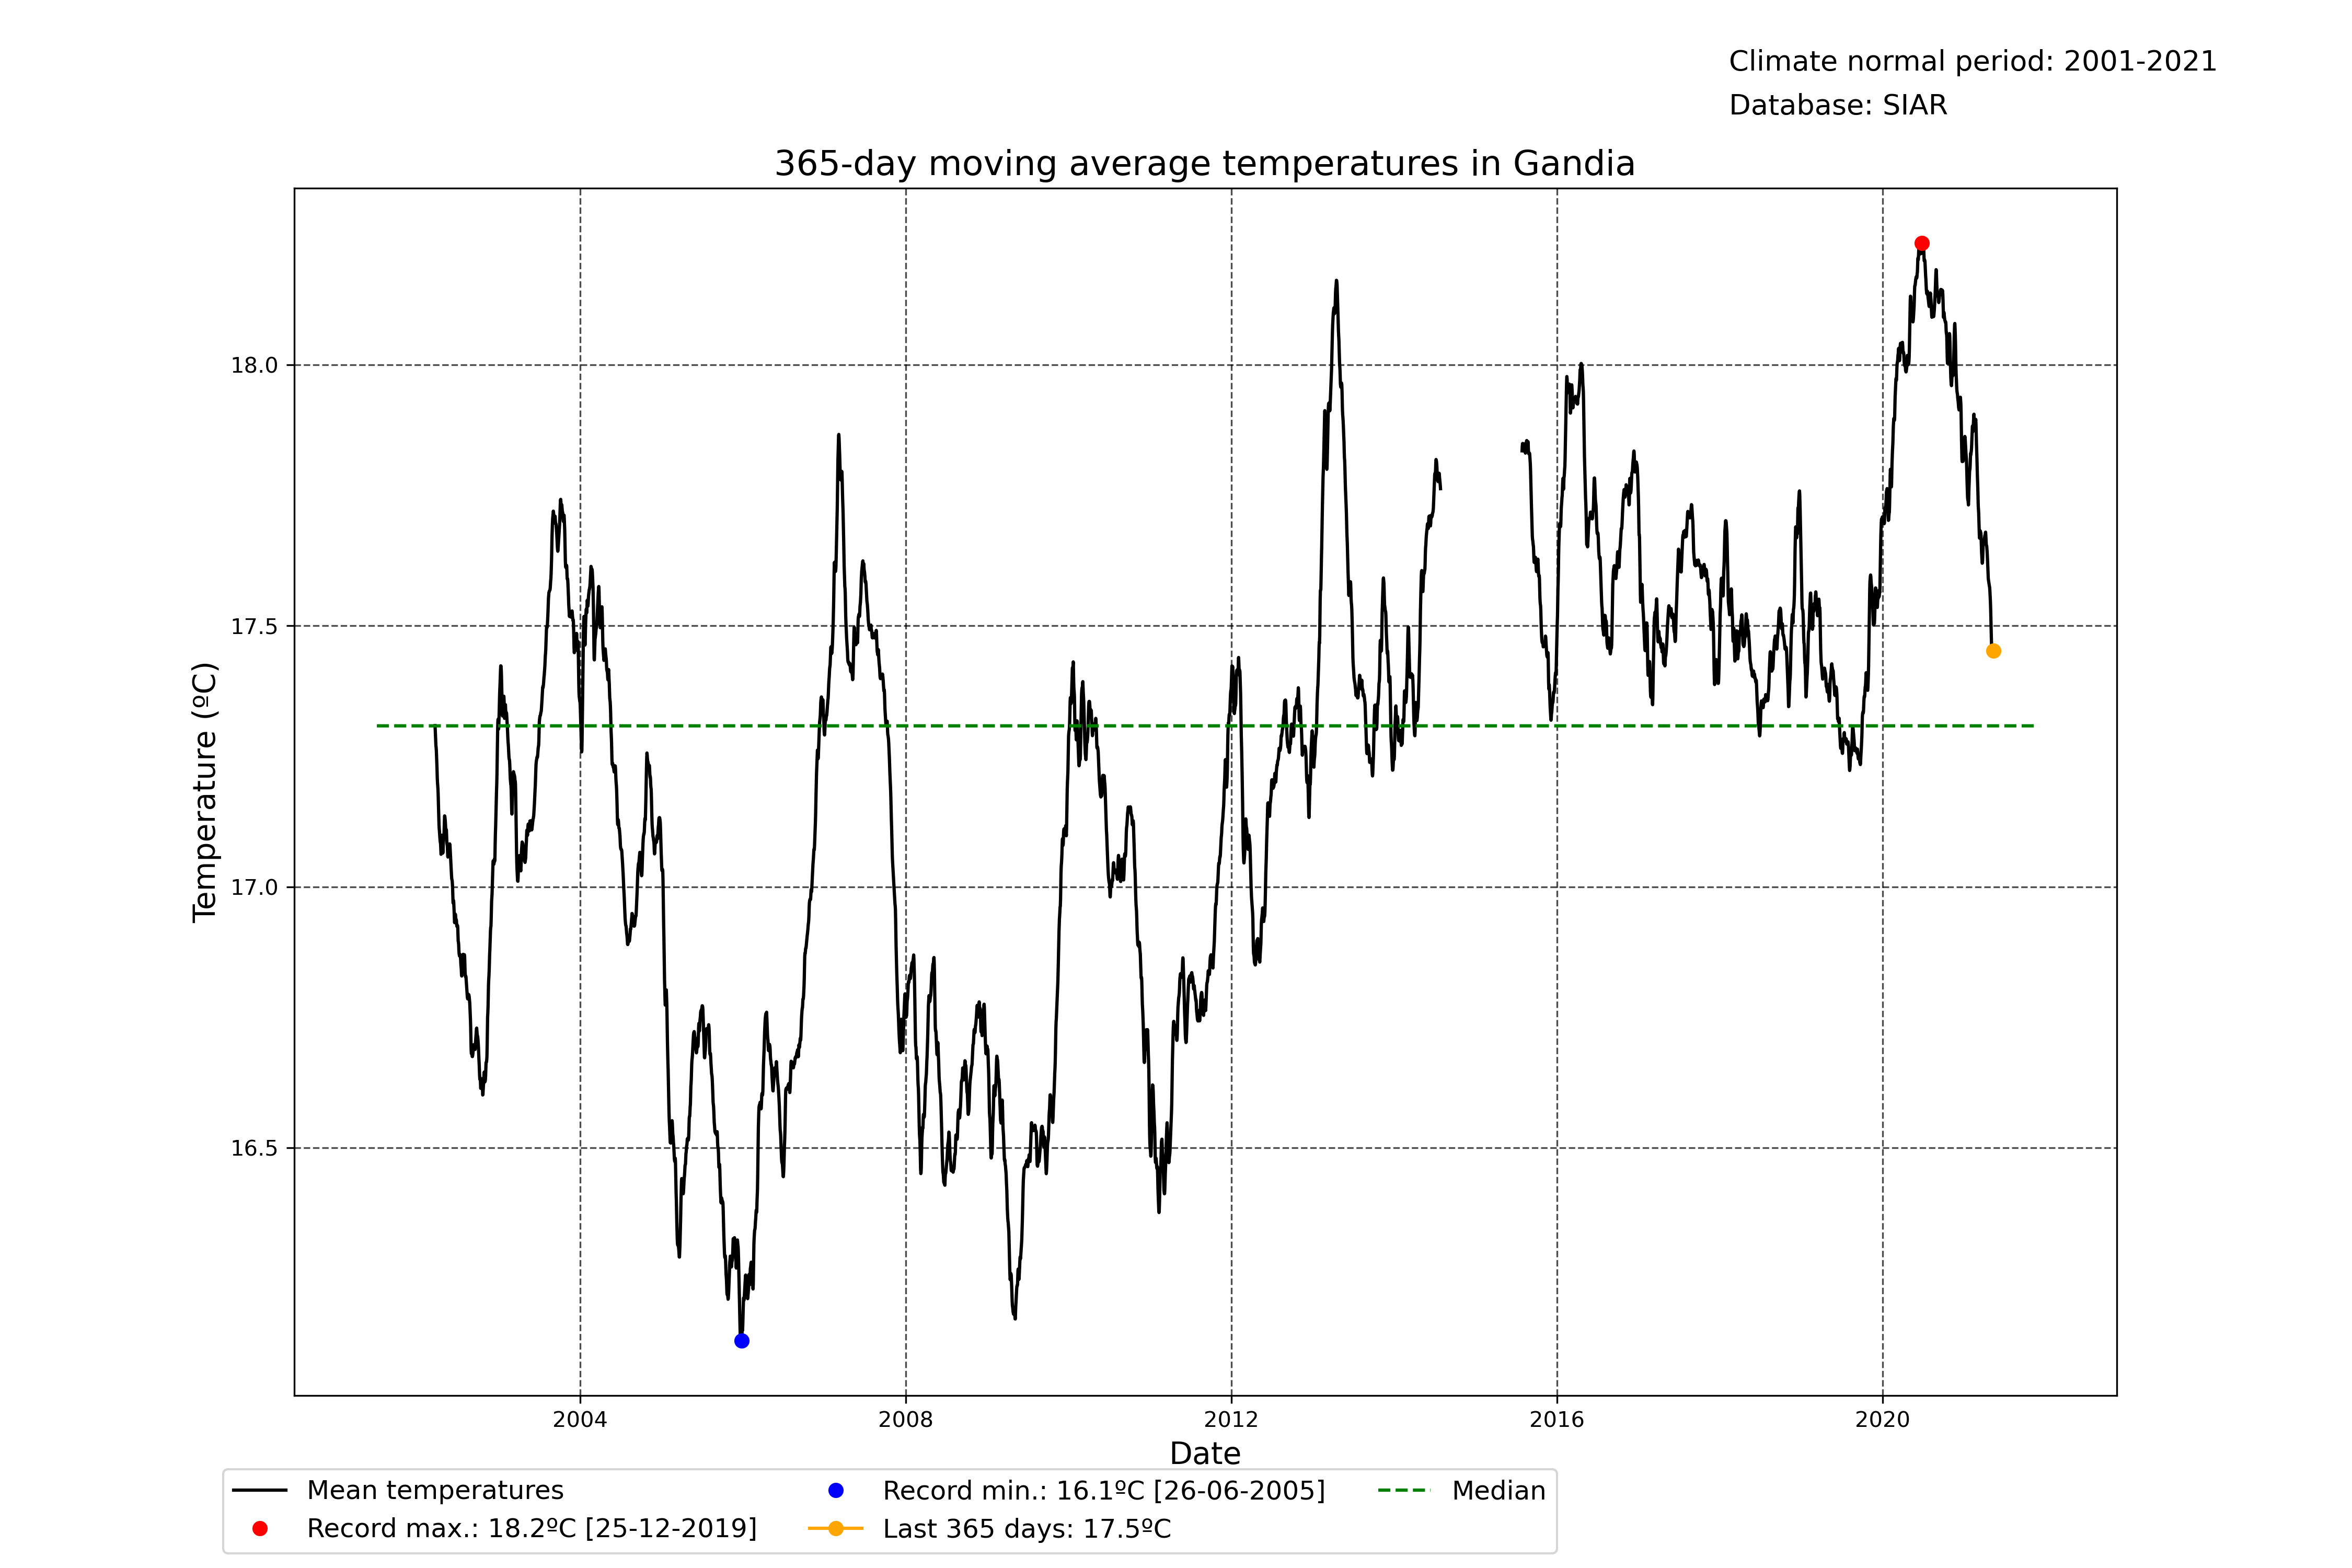 Climate normal period: 2001-2021
Database: SIAR
365-day moving average temperatures in Gandia
Temperature (ºC)
18.0
17.5
17.0
16.5
2004 2008 2012 2016 2020
Date
Mean temperatures
Record max.: 18.2ºC [25-12-2019]
Record min.: 16.1ºC [26-06-2005]
Last 365 days: 17.5ºC
Median